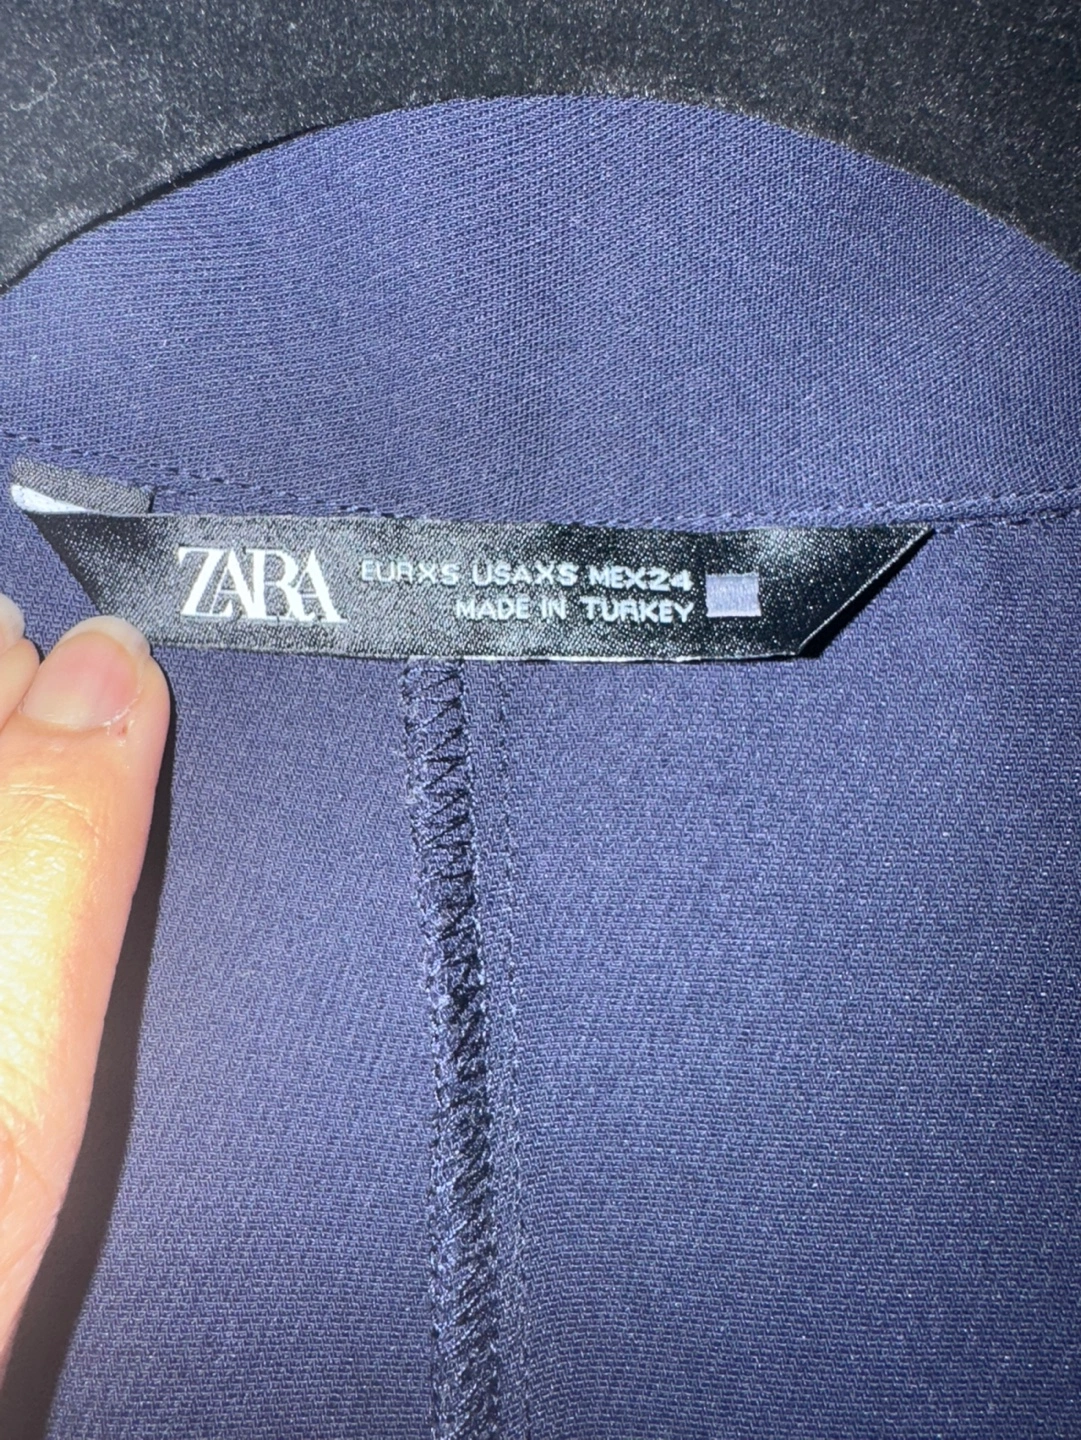 ZARA
EUR XS USA XS MEX 24
MADE IN TURKEY